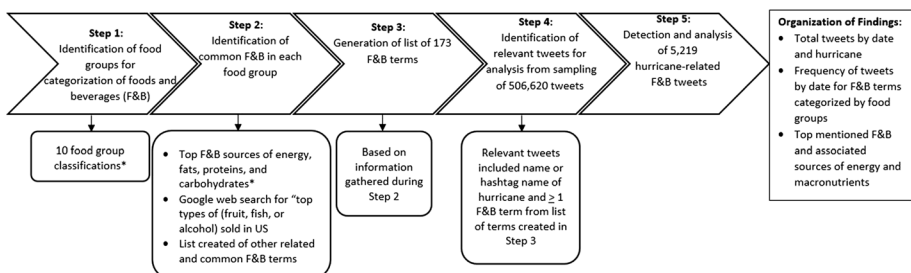 Step 1:
Identification of food
groups for
categorization of foods and
beverages (F&B)
Step 2:
Identification of
common F&B in each
food group
Step 3:
Generation of list of 173
F&B terms
Step 4:
Identification of
relevant tweets for
analysis from sampling
of 506,620 tweets
Step 5:
Detection and analysis
of 5,219
hurricane-related
F&B tweets
Organization of Findings:
• Total tweets by date
and hurricane
• Frequency of tweets
by date for F&B terms
categorized by food
groups
• Top mentioned F&B
and associated
sources of energy and
macronutrients
10 food group
classifications*
• Top F&B sources of energy,
fats, proteins, and
carbohydrates*
• Google web search for "top
types of (fruit, fish, or
alcohol) sold in US
• List created of other related
and common F&B terms
Based on
information
gathered during
Step 2
Relevant tweets
included name or
hashtag name of
hurricane and ≥ 1
F&B term from list
of terms created in
Step 3